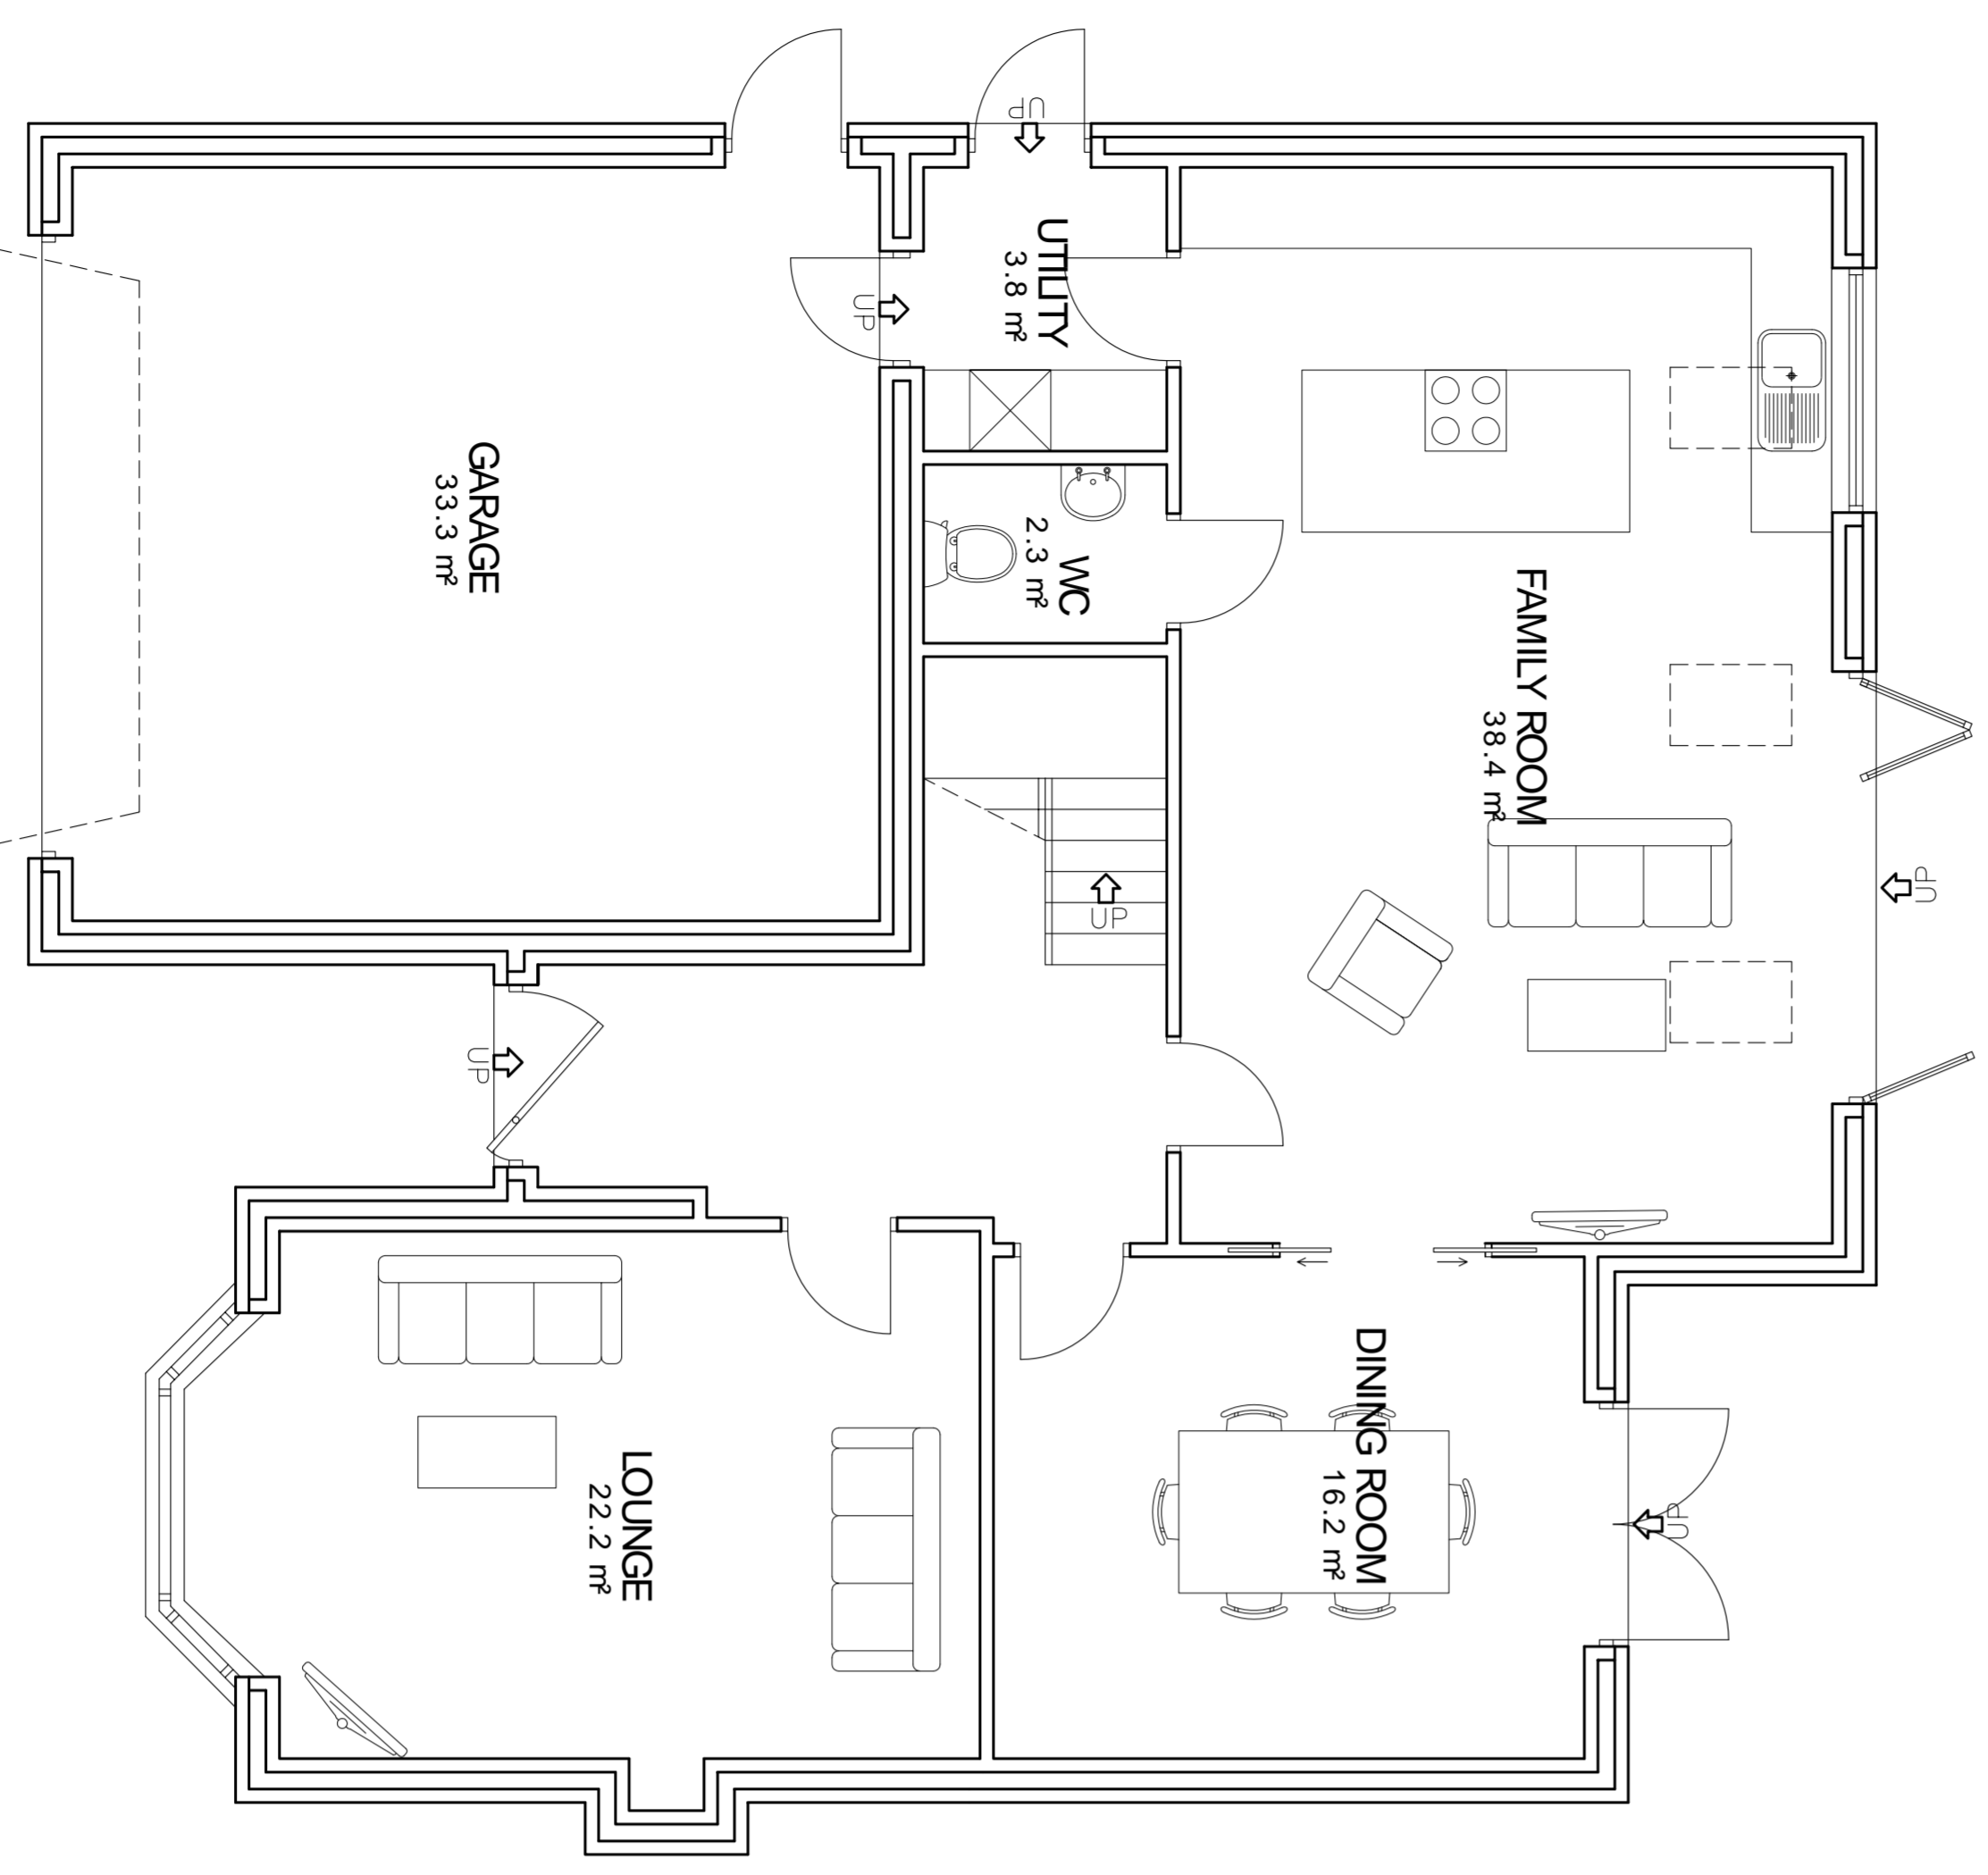 UP
UTILITY
3.8 m²
UP
GARAGE
33.3 m²
WC
2.3 m²
FAMILY ROOM
38.4 m²
UP
UP
UP
DINING ROOM
16.2 m²
LOUNGE
22.2 m²
UP